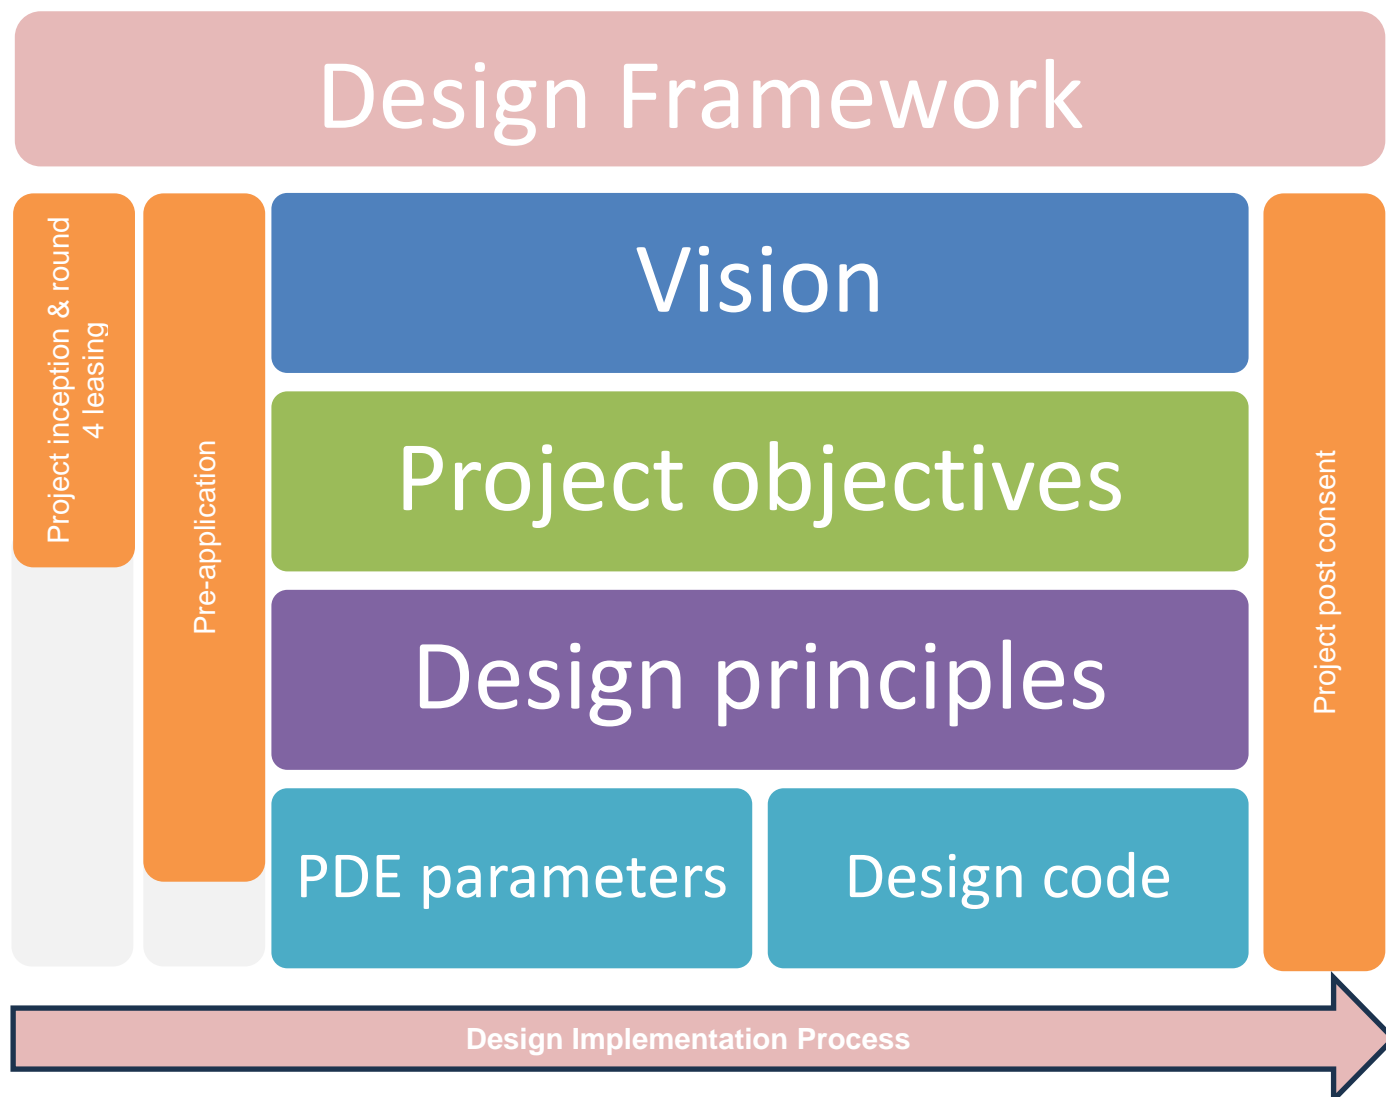 Design Framework
Project inception & round
4 leasing
Pre-application
Vision
Project objectives
Design principles
PDE parameters
Design code
Project post consent
Design Implementation Process